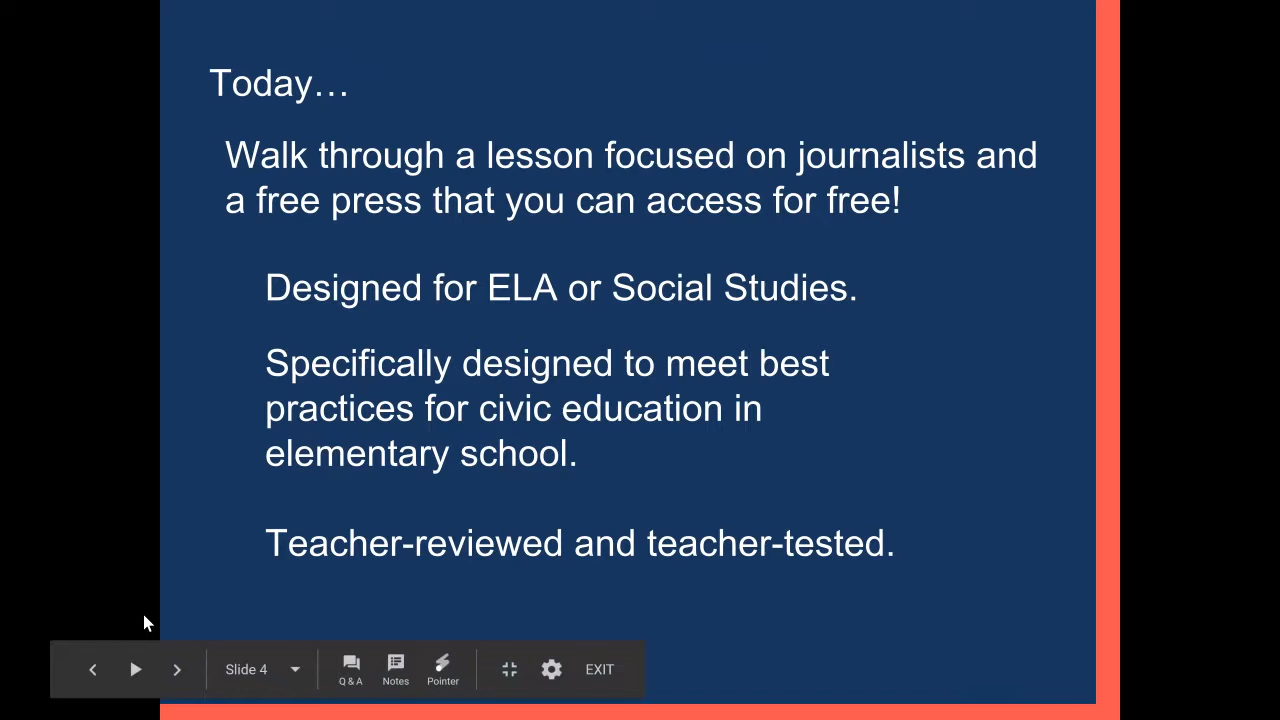 Today…
Walk through a lesson focused on journalists and
a free press that you can access for free!
Designed for ELA or Social Studies.
Specifically designed to meet best
practices for civic education in
elementary school.
Teacher-reviewed and teacher-tested.
Slide 4
Q & A
Notes
Pointer
EXIT